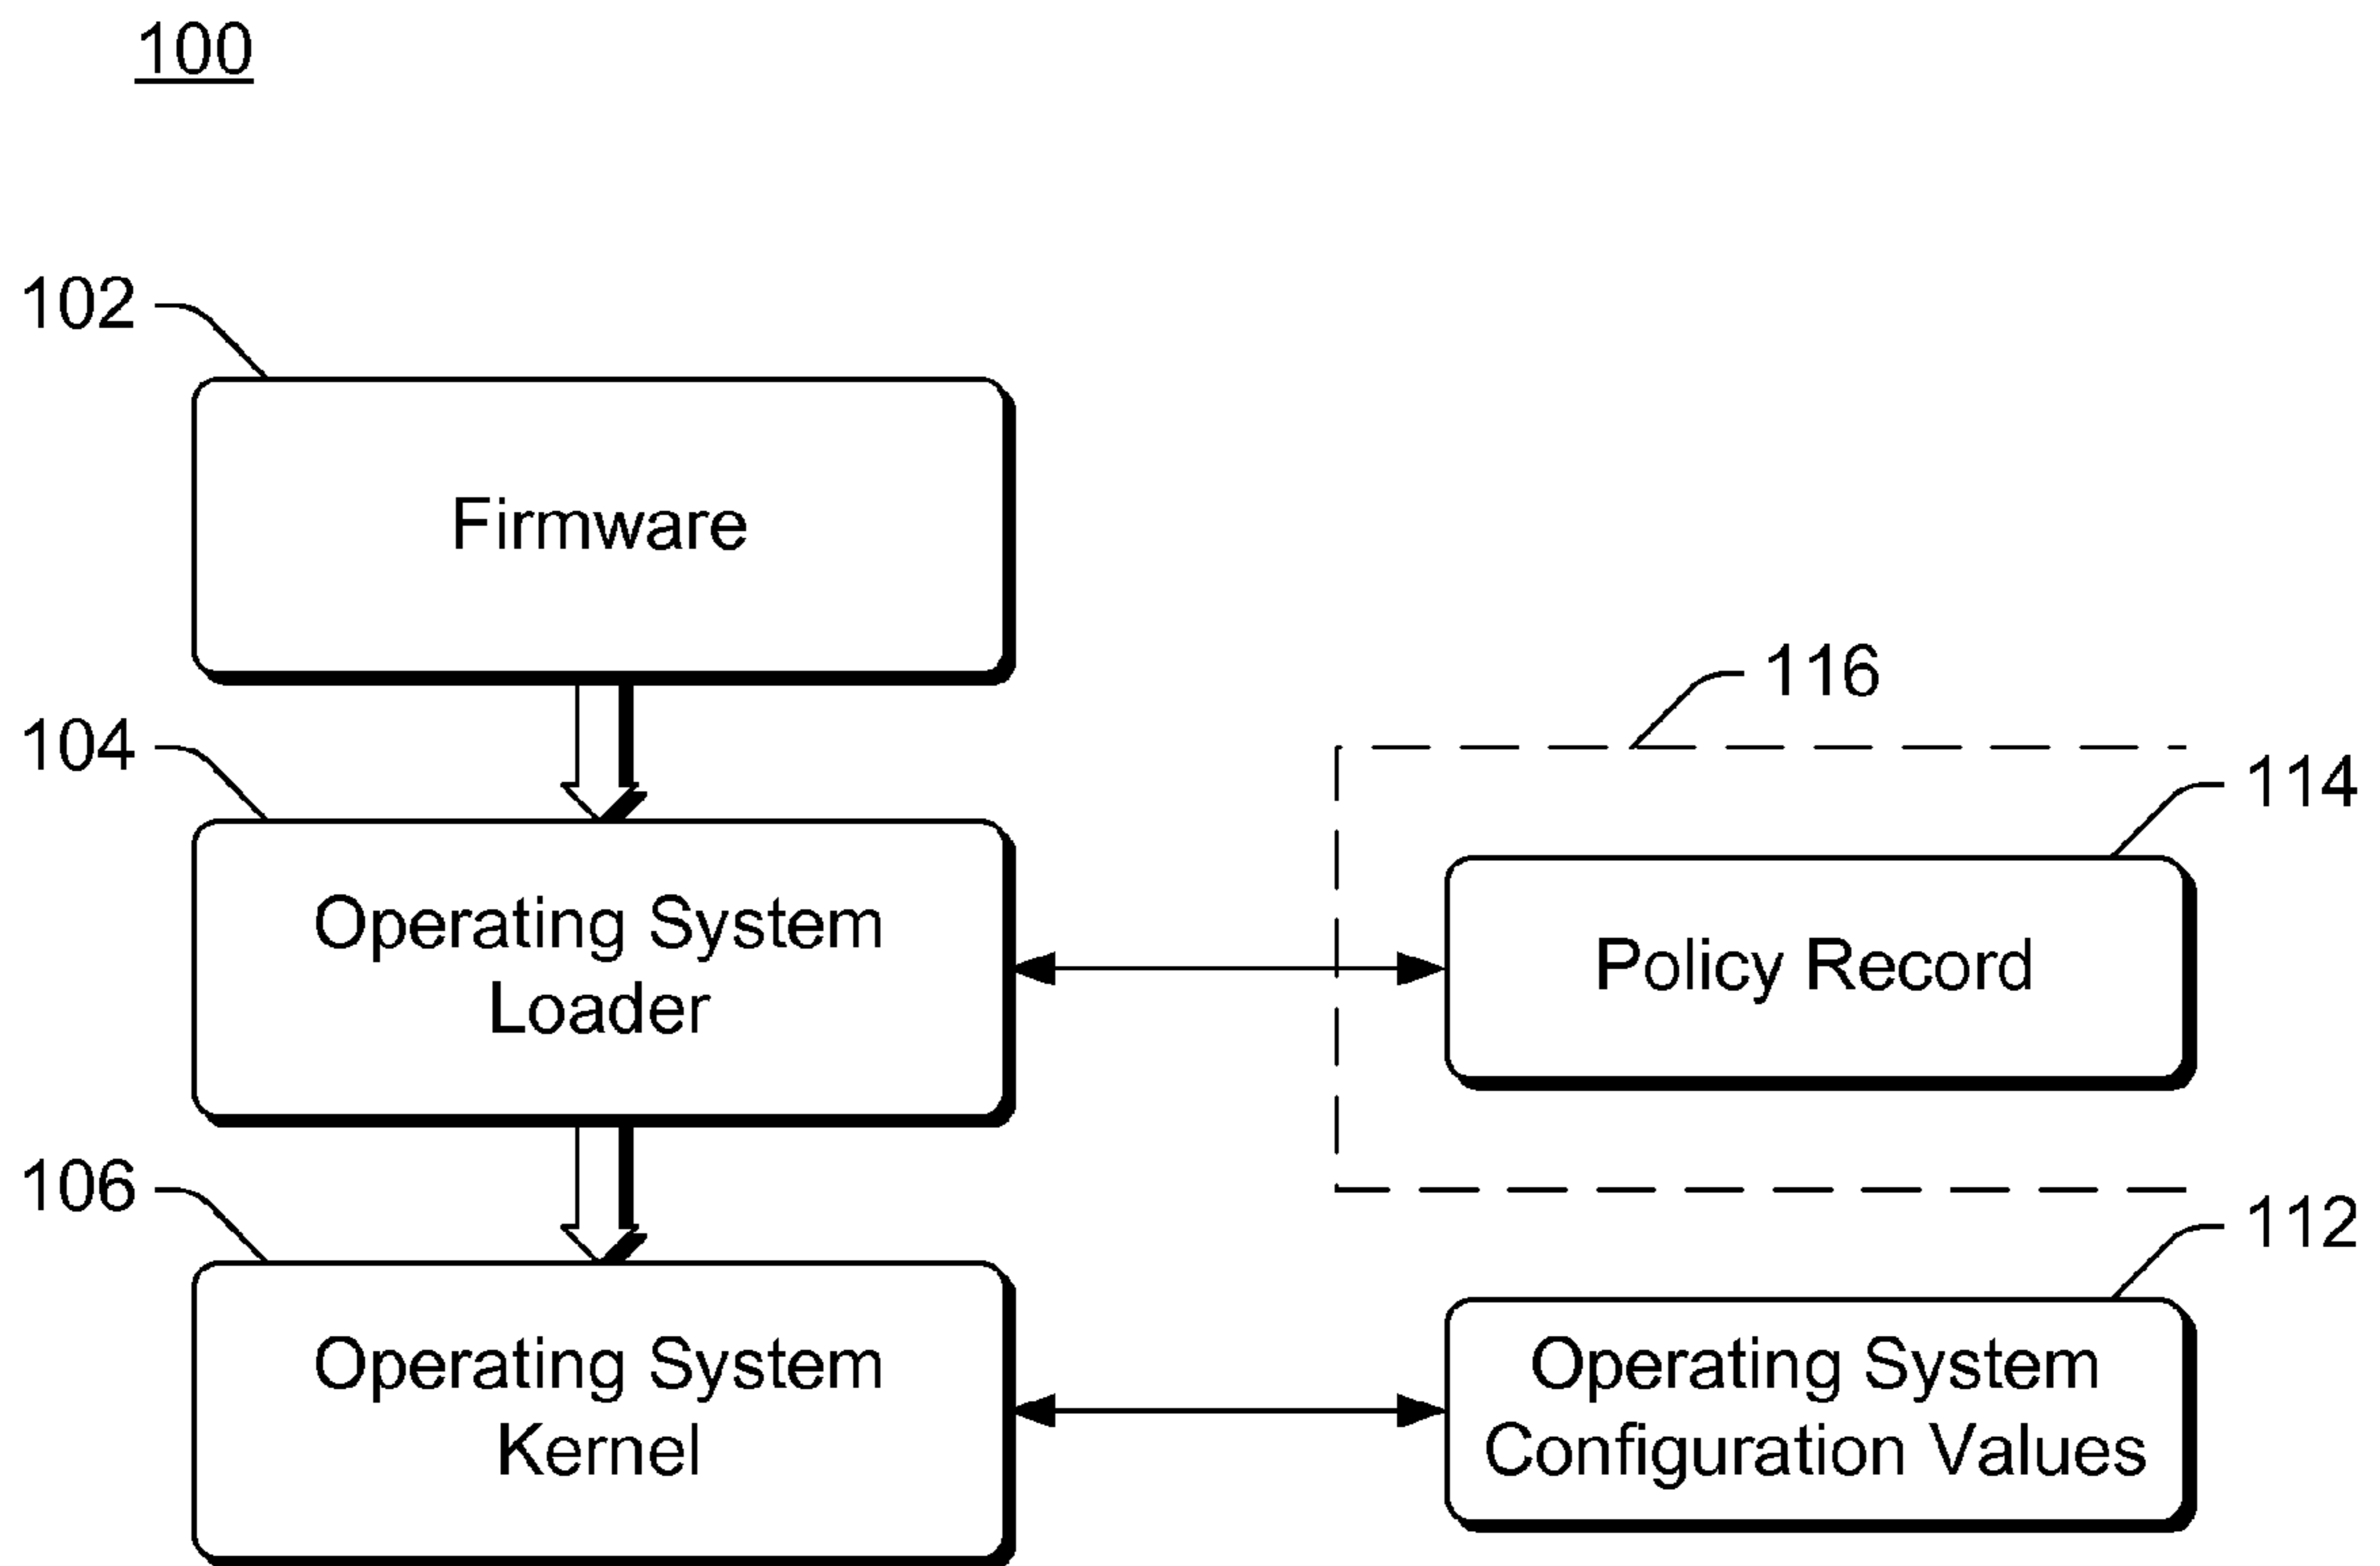 100
102
Firmware
116
104
114
Operating System
Loader
Policy Record
106
112
Operating System
Kernel
Operating System
Configuration Values